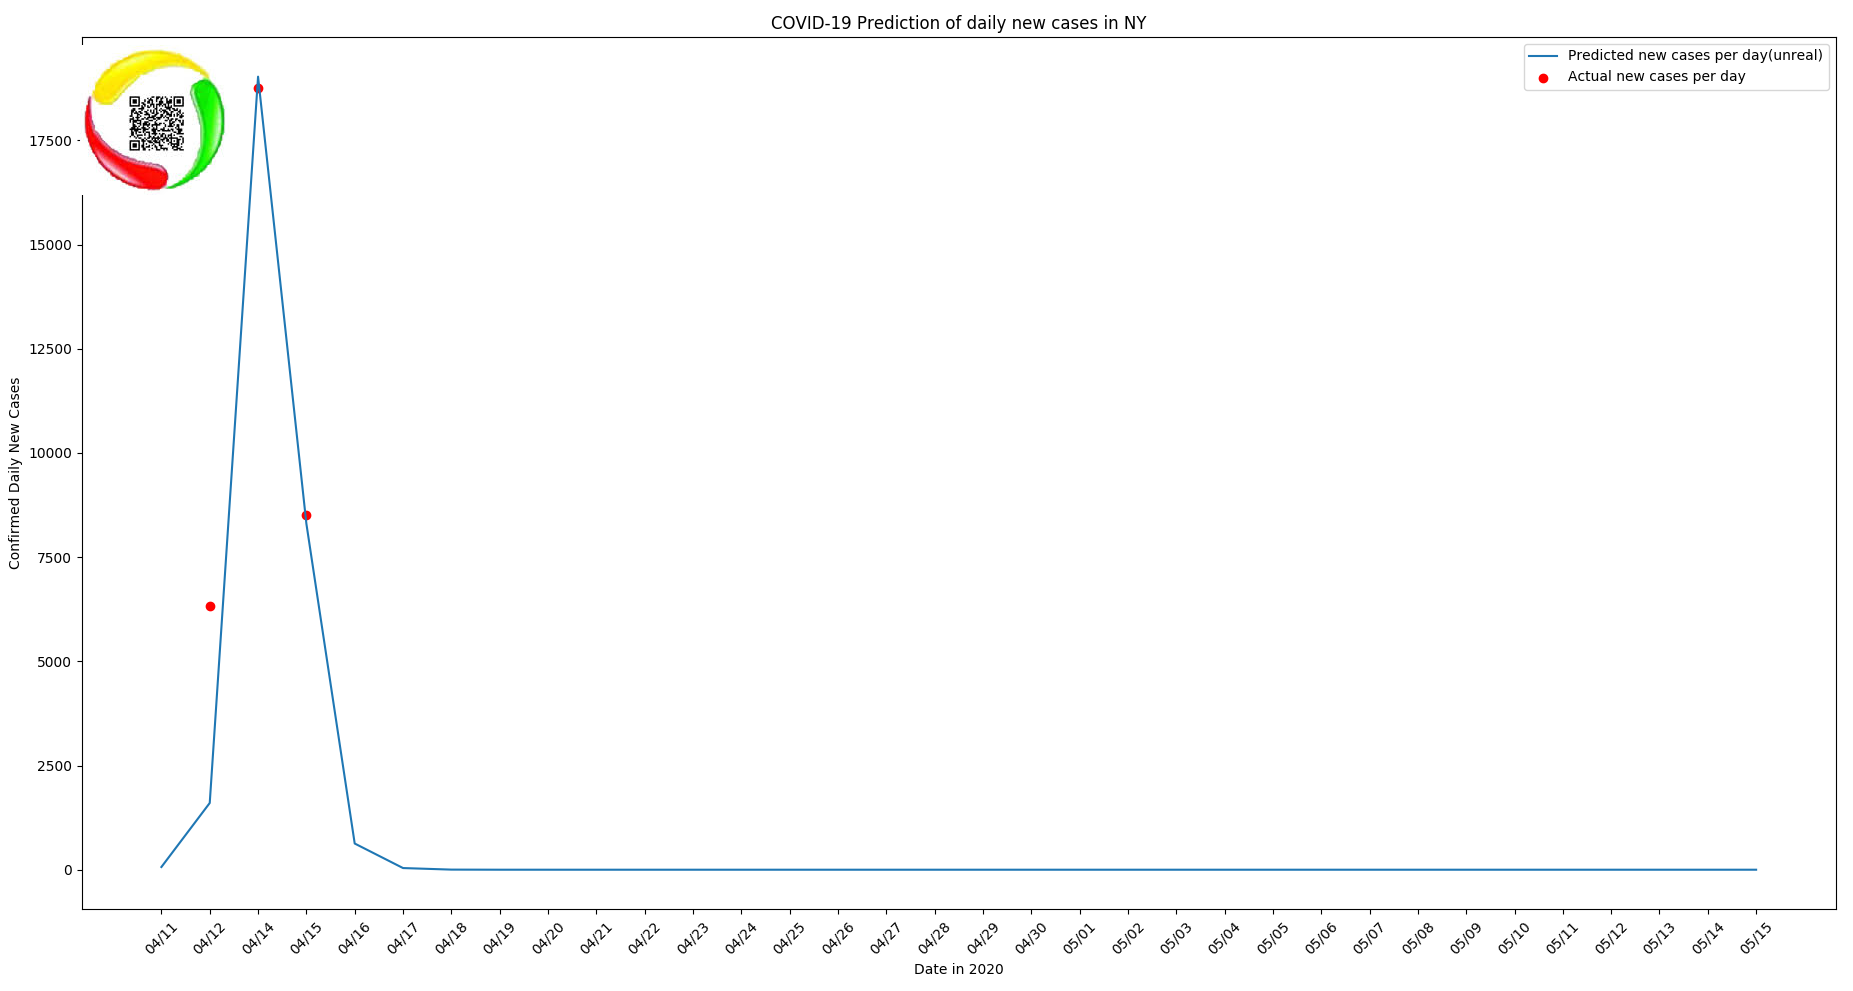 COVID-19 Prediction of daily new cases in NY
Predicted new cases per day(unreal)
Actual new cases per day
Confirmed Daily New Cases
17500
15000
12500
10000
7500
5000
2500
0
04/11 04/12 04/14 04/15 04/16 04/17 04/18 04/19 04/20 04/21 04/22 04/23 04/24 04/25 04/26 04/27 04/28 04/29 04/30 05/01 05/02 05/03 05/04 05/05 05/06 05/07 05/08 05/09 05/10 05/11 05/12 05/13 05/14 05/15
Date in 2020